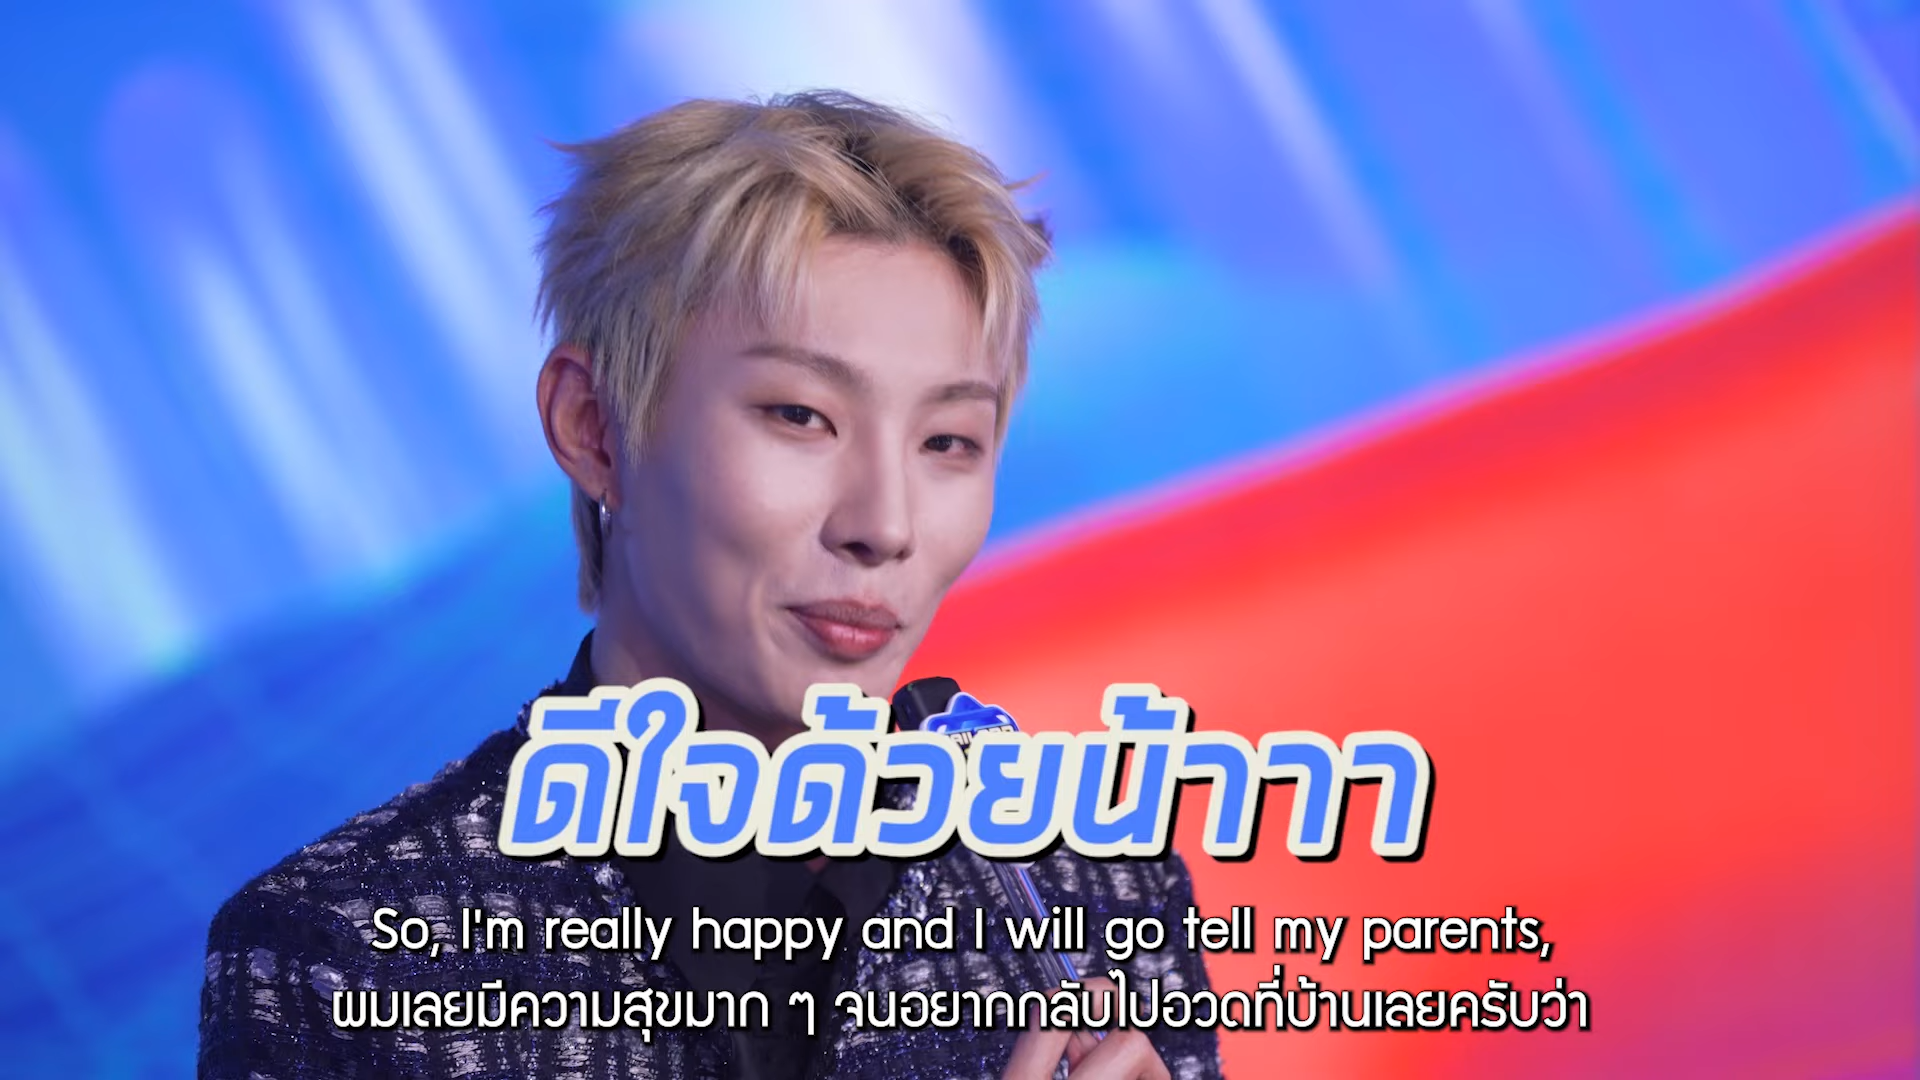 ดีใจด้วยน้าาา
So, I'm really happy and I will go tell my parents,
ผมเลยมีความสุขมาก ๆ จนอยากกลับไปอวดที่บ้านเลยครับว่า